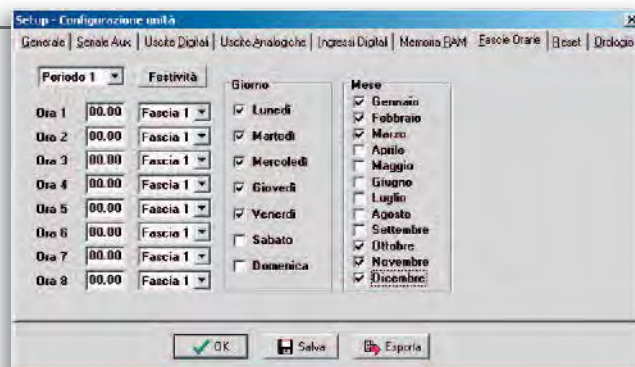 Setup - Configurazione unità
Generale | Seriale Aux | Uscite Digitali | Uscite Analogiche | Ingressi Digitali | Memoria RAM | Fascie Orarie | Reset | Orologio
Periodo 1
Festività
Ora 1 00.00 Fascia 1
Ora 2 00.00 Fascia 1
Ora 3 00.00 Fascia 1
Ora 4 00.00 Fascia 1
Ora 5 00.00 Fascia 1
Ora 6 00.00 Fascia 1
Ora 7 00.00 Fascia 1
Ora 8 00.00 Fascia 1
Giorno
Lunedì
Martedì
Mercoledì
Giovedì
Venerdì
Sabato
Domenica
Mese
Gennaio
Febbraio
Marzo
Aprile
Maggio
Giugno
Luglio
Agosto
Settembre
Ottobre
Novembre
Dicembre
OK
Salva
Esporta